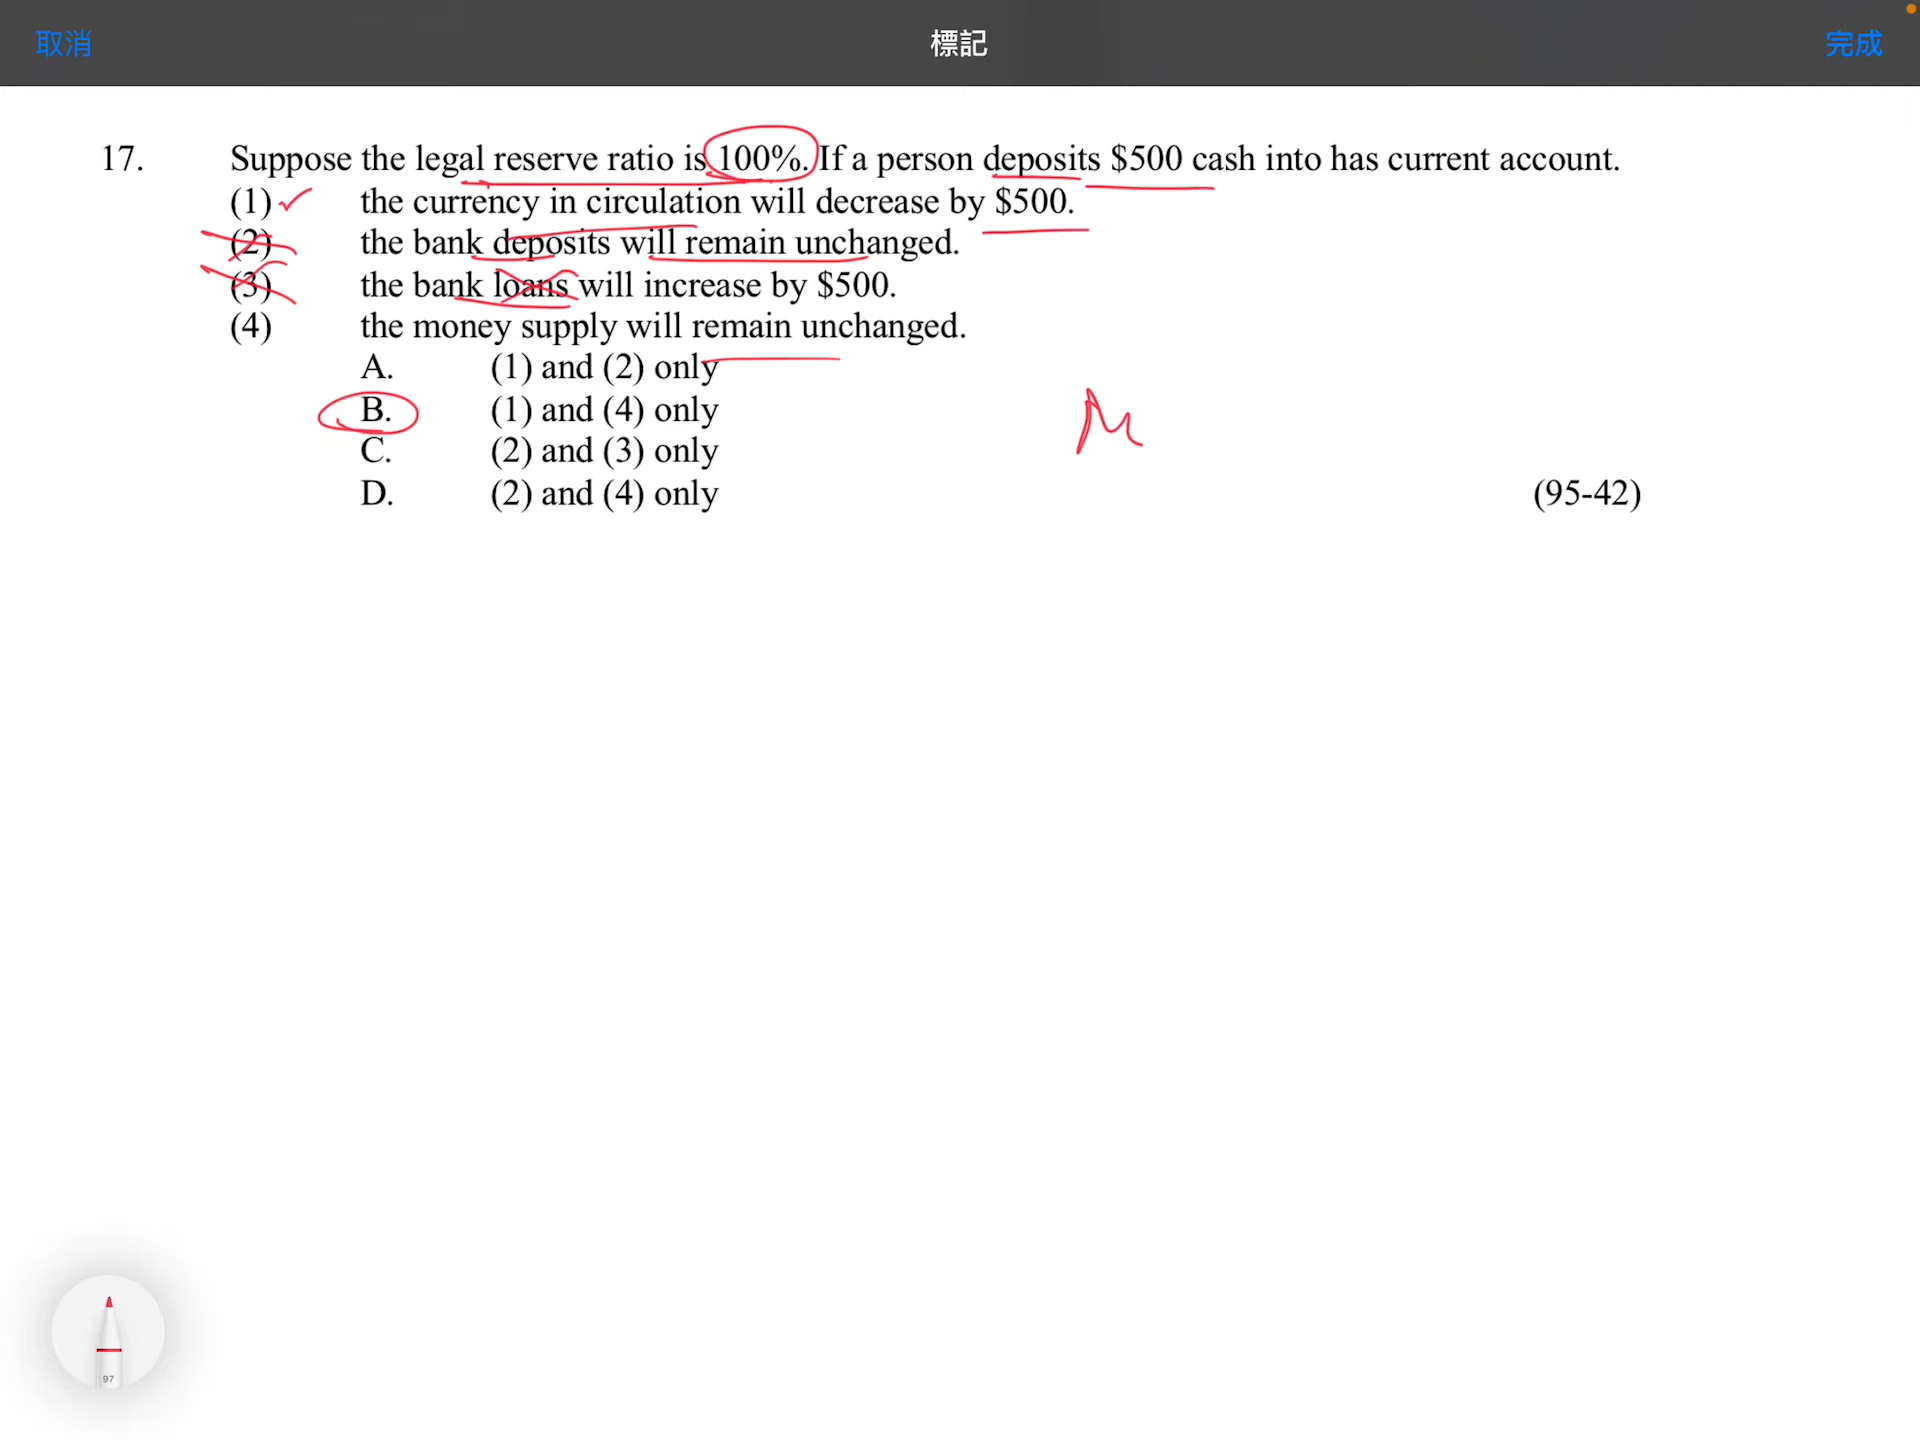 取消 標記 完成
17. Suppose the legal reserve ratio is 100%. If a person deposits $500 cash into has current account.
(1) the currency in circulation will decrease by $500.
(2) the bank deposits will remain unchanged.
(3) the bank loans will increase by $500.
(4) the money supply will remain unchanged.
A. (1) and (2) only
B. (1) and (4) only
C. (2) and (3) only
D. (2) and (4) only
M
(95-42)
97